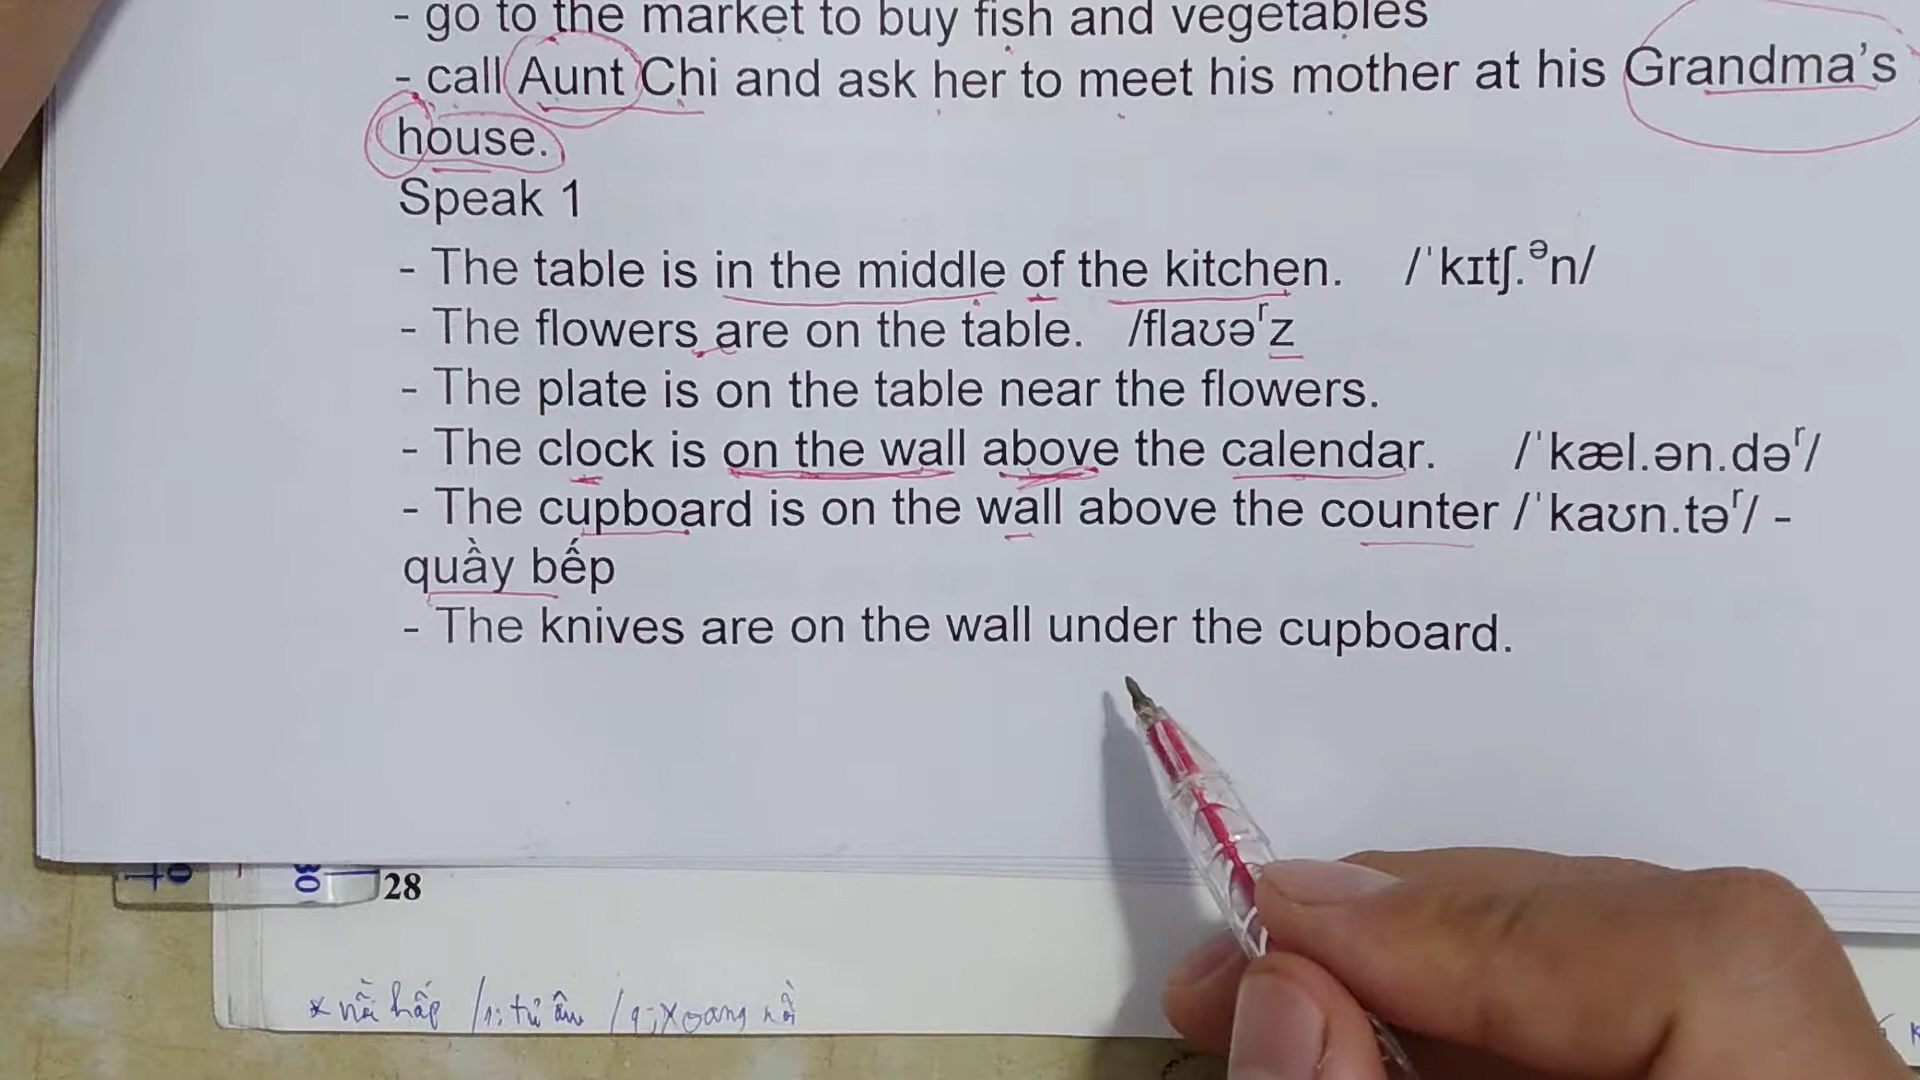 - go to the market to buy fish and vegetables
- call Aunt Chi and ask her to meet his mother at his Grandma's
house.
Speak 1
- The table is in the middle of the kitchen. /ˈkɪtʃ.ᵊn/
- The flowers are on the table. /flaʊəʳz
- The plate is on the table near the flowers.
- The clock is on the wall above the calendar. /ˈkæl.ən.dəʳ/
- The cupboard is on the wall above the counter /ˈkaʊn.təʳ/ -
quầy bếp
- The knives are on the wall under the cupboard.
28
* nồi hấp